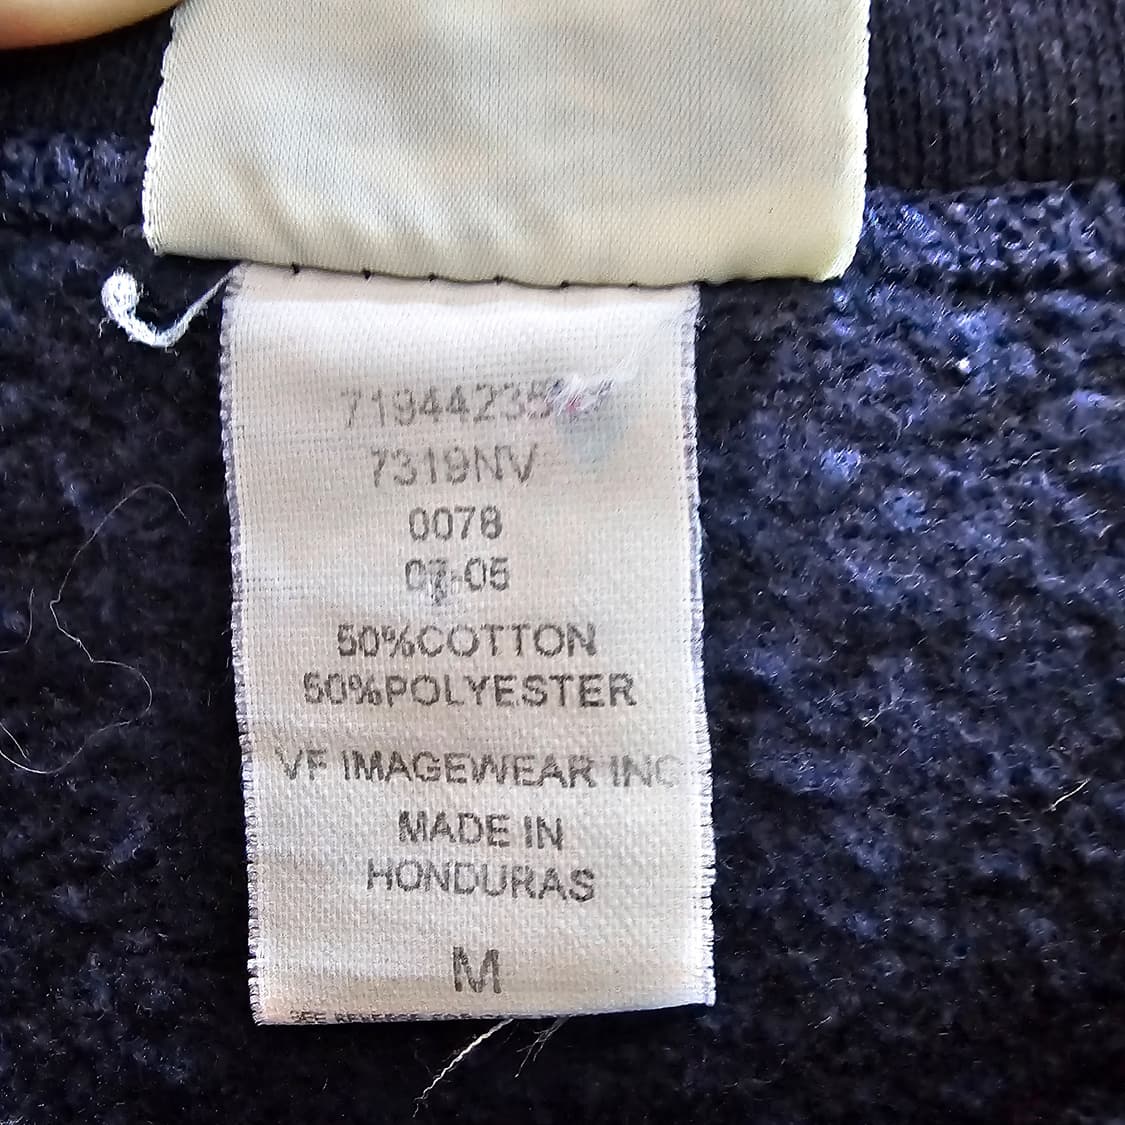 7319NV
0078
07-05
50%COTTON
50%POLYESTER
VF IMAGEWEAR INC
MADE IN
HONDURAS
M